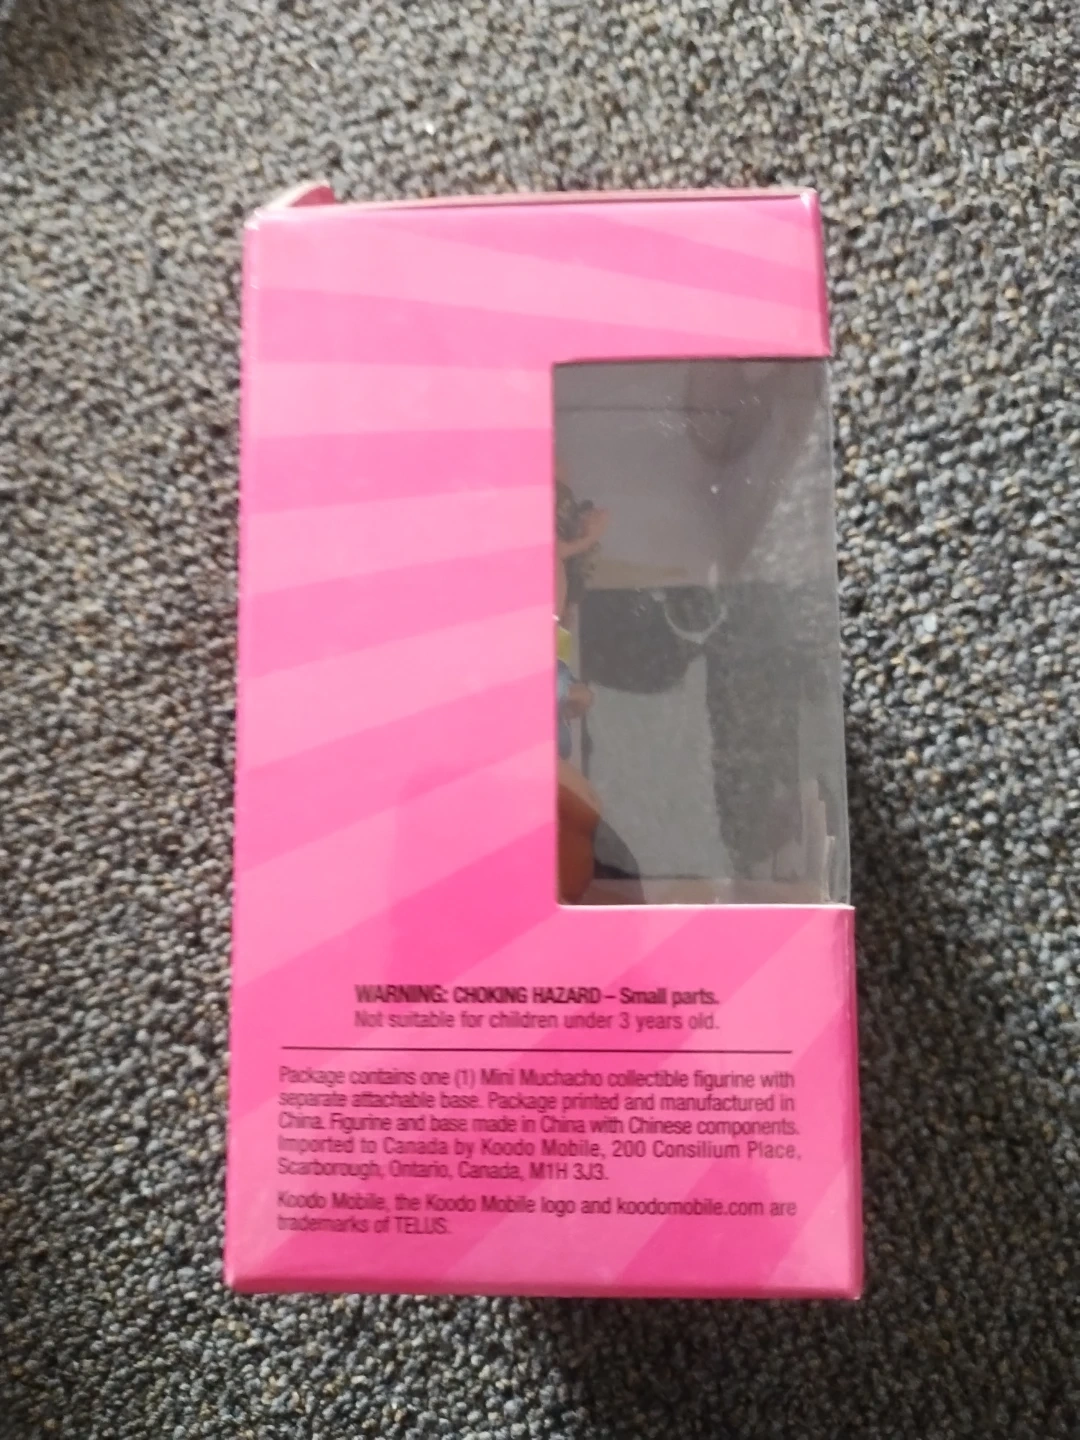 WARNING: CHOKING HAZARD – Small parts.
Not suitable for children under 3 years old.
Package contains one (1) Mini Muchacho collectible figurine with
separate attachable base. Package printed and manufactured in
China. Figurine and base made in China with Chinese components.
Imported to Canada by Koodo Mobile, 200 Consilium Place,
Scarborough, Ontario, Canada, M1H 3J3.
Koodo Mobile, the Koodo Mobile logo and koodomobile.com are
trademarks of TELUS.